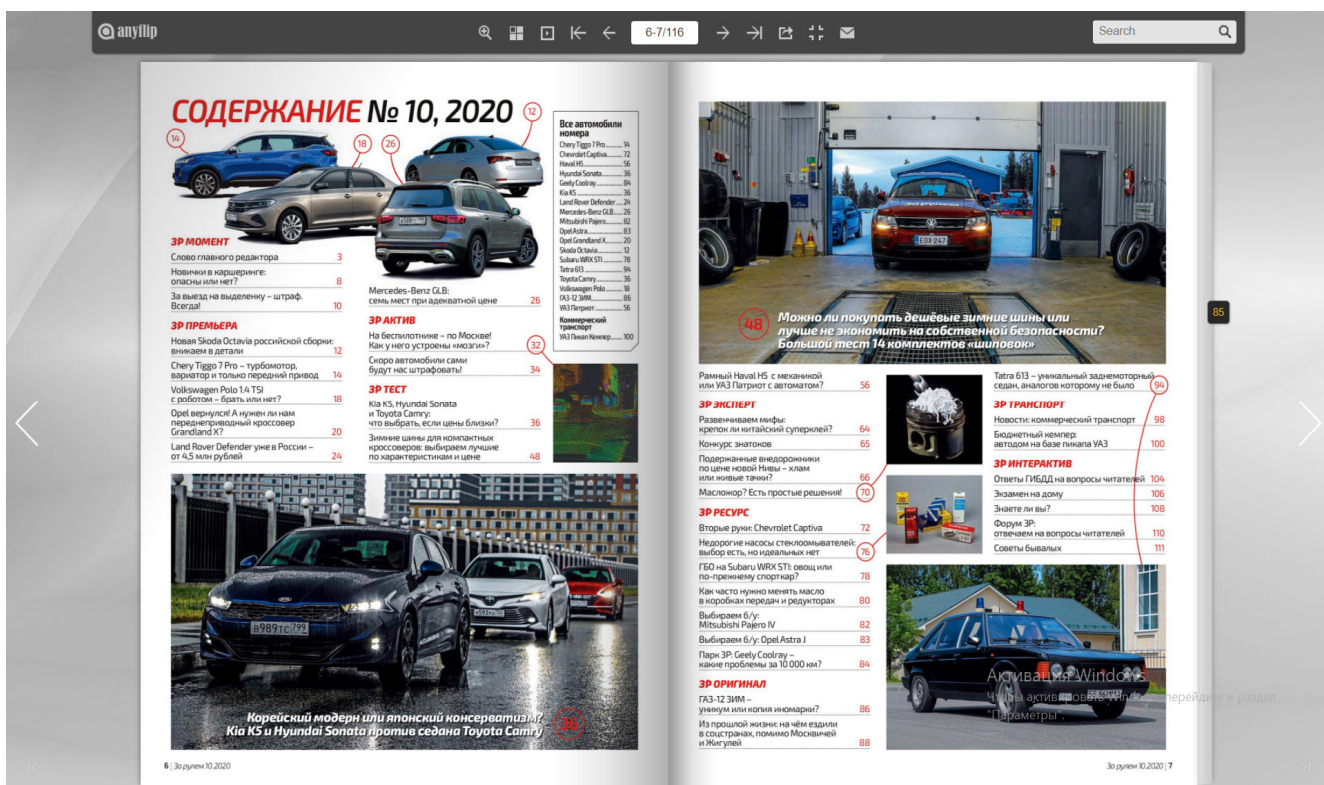 anyflip
6-7/116
Search
СОДЕРЖАНИЕ № 10, 2020
12
14
18
26
Все автомобили
номера
Chery Tiggo 7 Pro 14
Chevrolet Captiva 72
Haval H5 56
Hyundai Sonata 36
Geely Coolray 84
Kia K5 36
Land Rover Defender 24
Mercedes-Benz GLB 26
Mitsubishi Pajero 82
Opel Astra 83
Opel Grandland X 20
Skoda Octavia 12
Subaru WRX STI 78
Tatra 613 94
Toyota Camry 36
Volkswagen Polo 18
ГАЗ-12 ЗИМ 86
УАЗ Патриот 56
Коммерческий
транспорт
УАЗ Пикап Кемпер 100
ЗР МОМЕНТ
Слово главного редактора 3
Новички в каршеринге:
опасны или нет? 8
За выезд на выделенку – штраф.
Всегда! 10
ЗР ПРЕМЬЕРА
Новая Skoda Octavia российской сборки:
вникаем в детали 12
Chery Tiggo 7 Pro – турбомотор,
вариатор и только передний привод 14
Volkswagen Polo 1.4 TSI
с роботом – брать или нет? 18
Opel вернулся! А нужен ли нам
переднеприводный кроссовер
Grandland X? 20
Land Rover Defender уже в России –
от 4,5 млн рублей 24
Mercedes-Benz GLB:
семь мест при адекватной цене 26
ЗР АКТИВ
На беспилотнике – по Москве!
Как у него устроены «мозги»? 32
Скоро автомобили сами
будут нас штрафовать! 34
ЗР ТЕСТ
Kia K5, Hyundai Sonata
и Toyota Camry:
что выбрать, если цены близки? 36
Зимние шины для компактных
кроссоверов: выбираем лучшие
по характеристикам и цене 48
В989ТС 799
Корейский модерн или японский консерватизм?
Kia K5 и Hyundai Sonata против седана Toyota Camry
36
6 | За рулем 10.2020
EOX-247
48
Можно ли покупать дешёвые зимние шины или
лучше не экономить на собственной безопасности?
Большой тест 14 комплектов «шиповок»
Рамный Haval H5 с механикой
или УАЗ Патриот с автоматом? 56
ЗР ЭКСПЕРТ
Развенчиваем мифы:
крепок ли китайский суперклей? 64
Конкурс знатоков 65
Подержанные внедорожники
по цене новой Нивы – хлам
или живые тачки? 66
Масложор? Есть простые решения! 70
ЗР РЕСУРС
Вторые руки: Chevrolet Captiva 72
Недорогие насосы стеклоомывателей:
выбор есть, но идеальных нет 76
ГБО на Subaru WRX STI: овощ или
по-прежнему спорткар? 78
Как часто нужно менять масло
в коробках передач и редукторах 80
Выбираем б/у:
Mitsubishi Pajero IV 82
Выбираем б/у: Opel Astra J 83
Парк ЗР: Geely Coolray –
какие проблемы за 10 000 км? 84
ЗР ОРИГИНАЛ
ГАЗ-12 ЗИМ –
уникум или копия иномарки? 86
Из прошлой жизни: на чём ездили
в соцстранах, помимо Москвичей
и Жигулей 88
Tatra 613 – уникальный заднемоторный
седан, аналогов которому не было 94
ЗР ТРАНСПОРТ
Новости: коммерческий транспорт 98
Бюджетный кемпер:
автодом на базе пикапа УАЗ 100
ЗР ИНТЕРАКТИВ
Ответы ГИБДД на вопросы читателей 104
Экзамен на дому 106
Знаете ли вы? 108
Форум ЗР:
отвечаем на вопросы читателей 110
Советы бывалых 111
85
Активация Windows
Чтобы активировать Windows, перейдите в раздел
"Параметры".
За рулем 10.2020 | 7